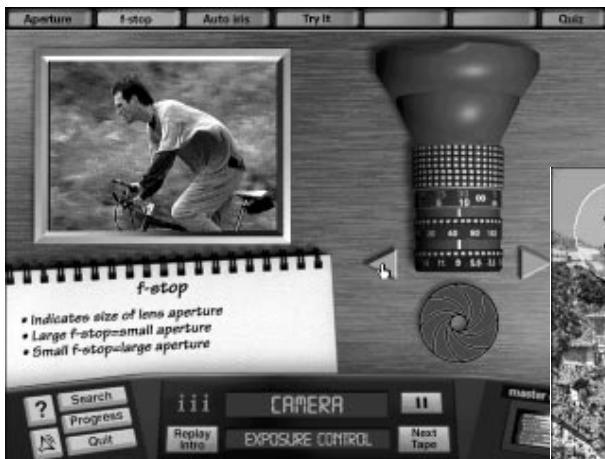 Aperture
f-stop
Auto iris
Try It
Quiz
f-stop
• Indicates size of lens aperture
• Large f-stop=small aperture
• Small f-stop=large aperture
?
Search
Progress
Quit
iii
CAMERA
Replay
Intro
EXPOSURE CONTROL
Next
Tape
master